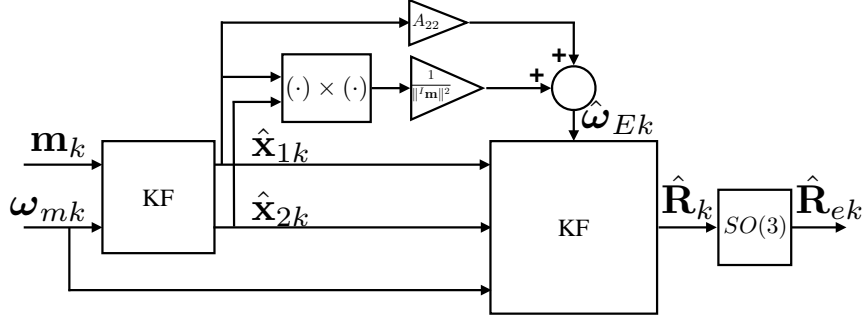 A₂₂
+
(·) × (·)
1/‖ᴵ𝐦‖²
+
𝛚̂_{Ek}
𝐦ₖ
KF
𝐱̂₁ₖ
𝛚ₘₖ
𝐱̂₂ₖ
KF
𝐑̂ₖ
SO(3)
𝐑̂ₑₖ